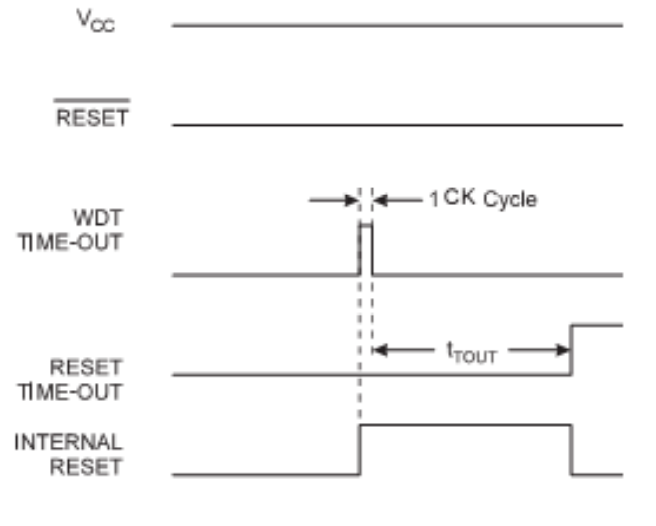 VCC
RESET
1 CK Cycle
WDT
TIME-OUT
tTOUT
RESET
TIME-OUT
INTERNAL
RESET